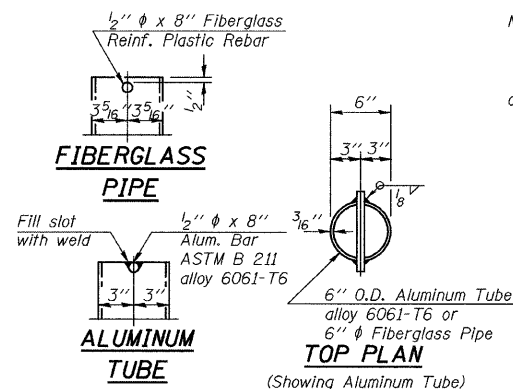 1/2" ϕ x 8" Fiberglass
Reinf. Plastic Rebar
3 5/16" 3 5/16"
1/2"
FIBERGLASS
PIPE
Fill slot
with weld
1/2" ϕ x 8"
Alum. Bar
ASTM B 211
alloy 6061-T6
3" 3"
ALUMINUM
TUBE
6"
3" 3"
1/8
3/16"
6" O.D. Aluminum Tube
alloy 6061-T6 or
6" ϕ Fiberglass Pipe
TOP PLAN
(Showing Aluminum Tube)